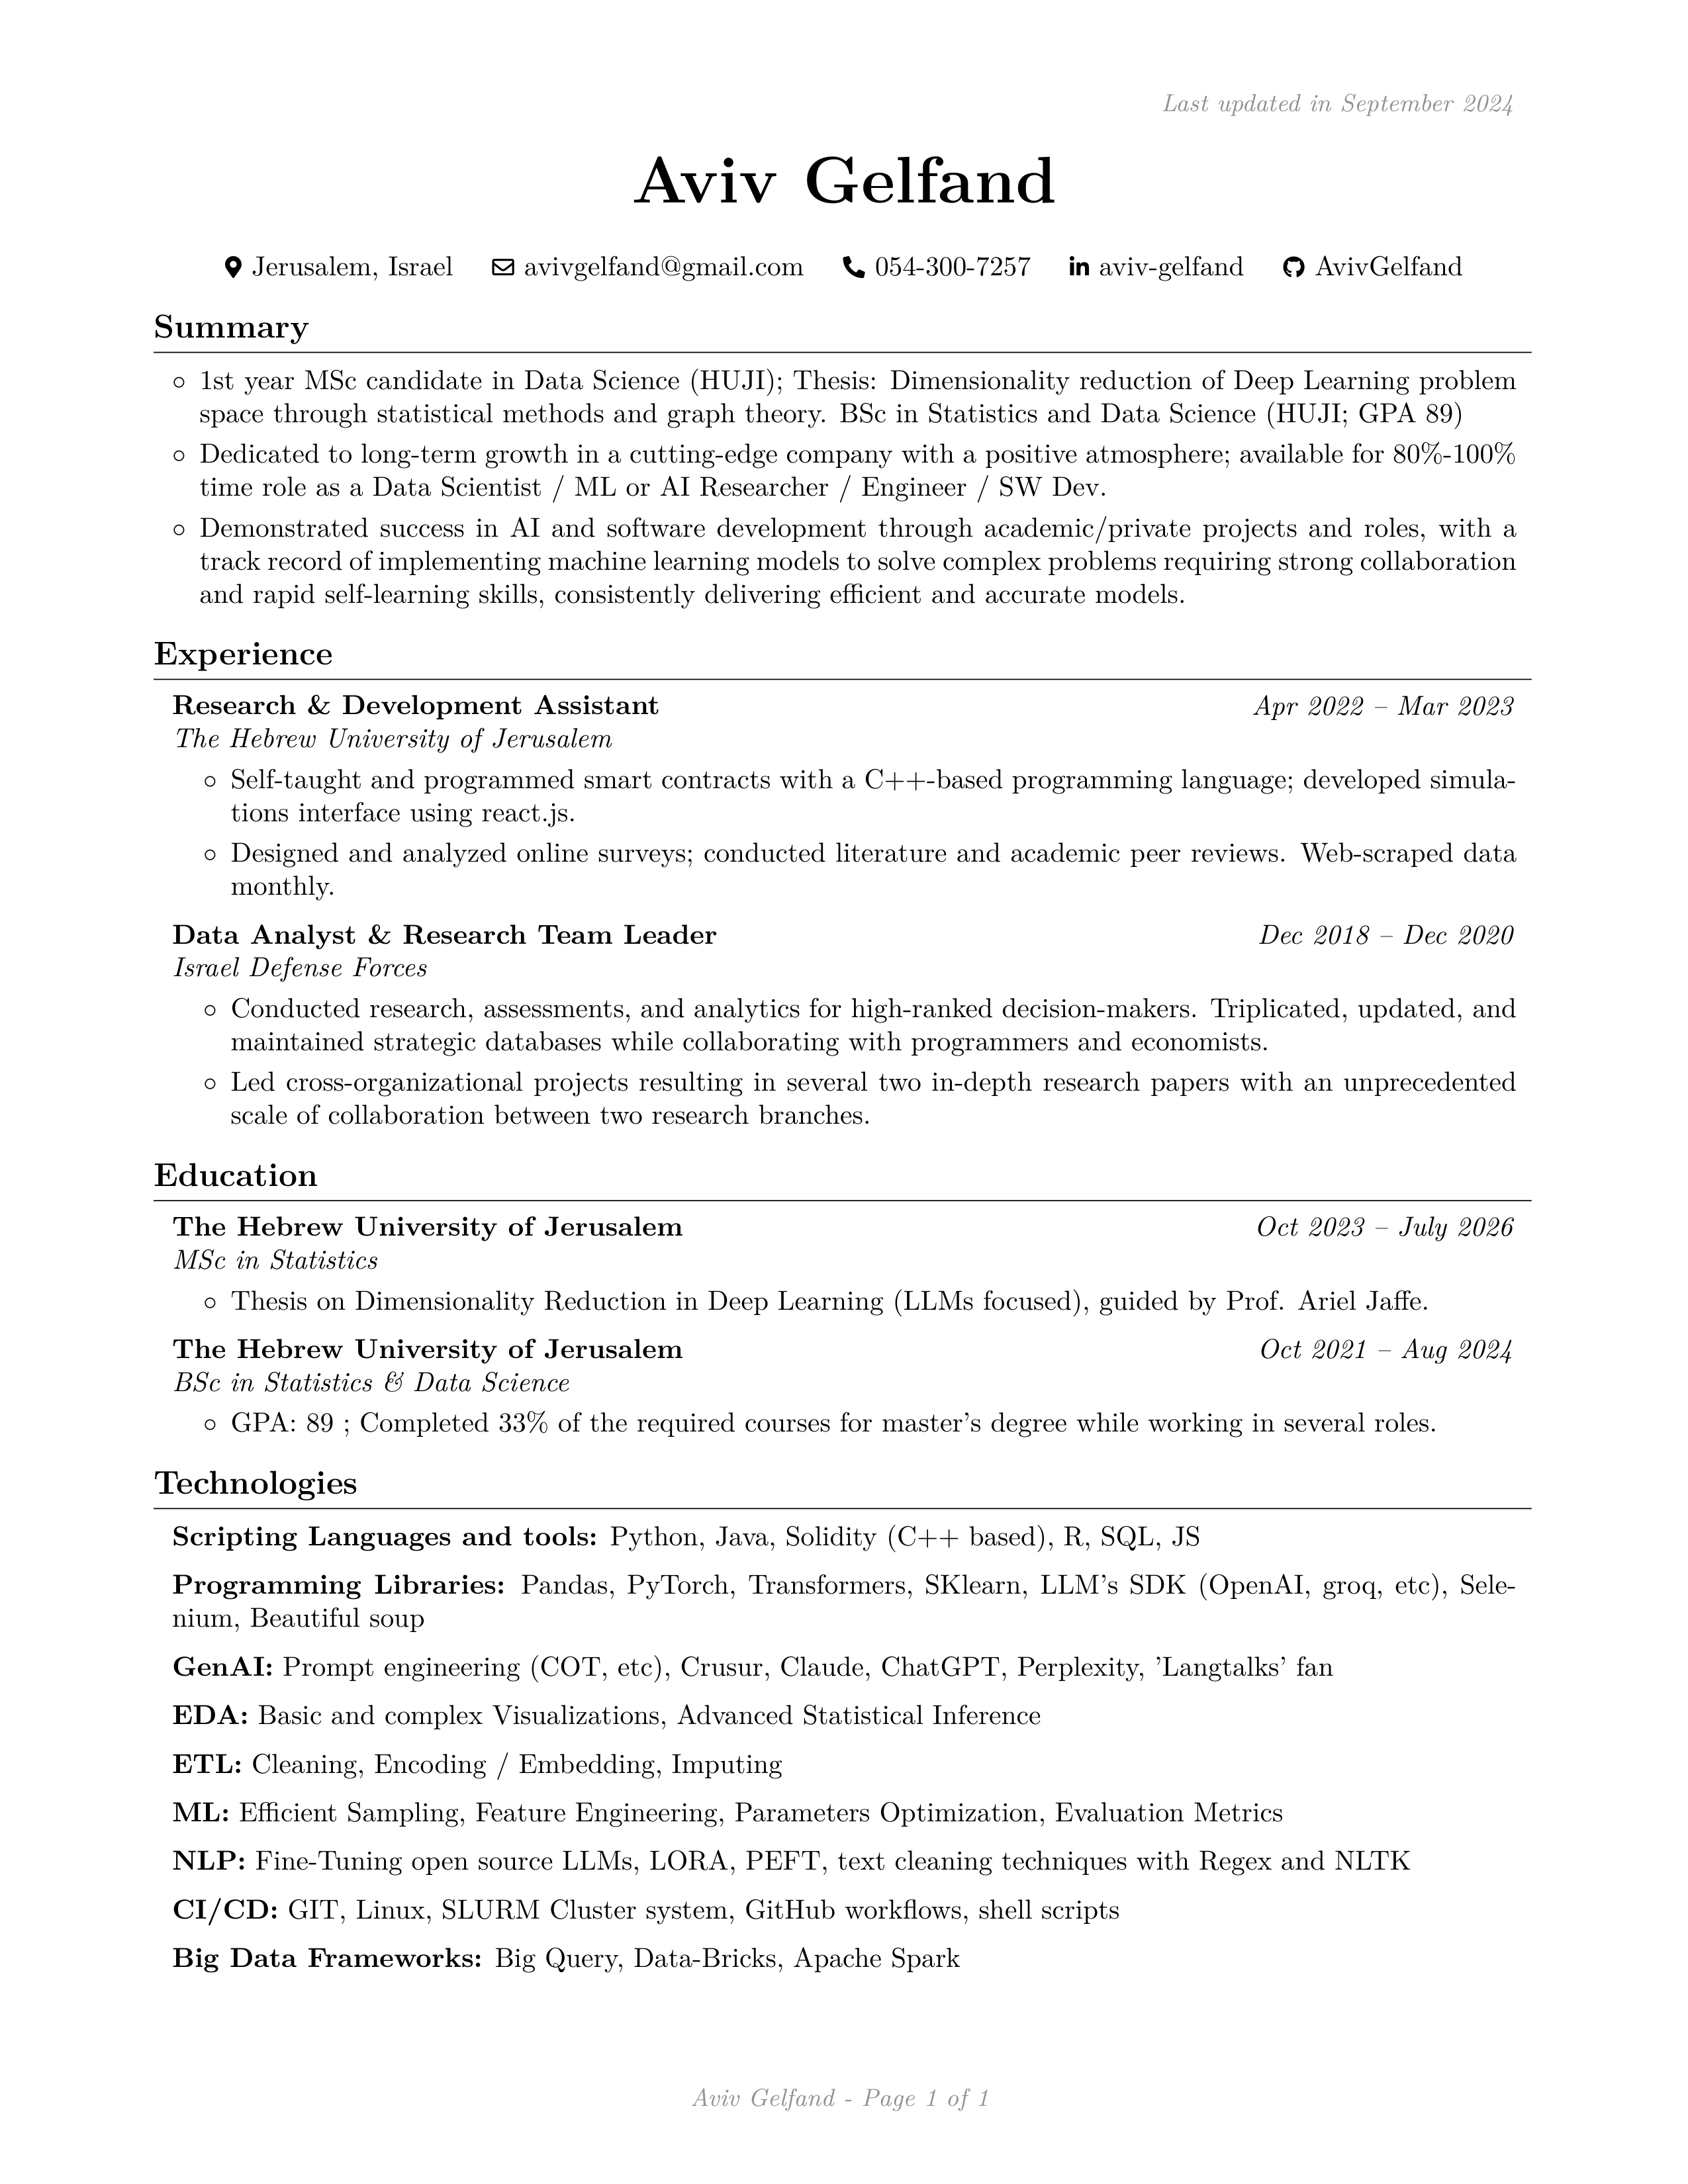 Last updated in September 2024
Aviv Gelfand
Jerusalem, Israel avivgelfand@gmail.com 054-300-7257 aviv-gelfand AvivGelfand
Summary
◦ 1st year MSc candidate in Data Science (HUJI); Thesis: Dimensionality reduction of Deep Learning problem
space through statistical methods and graph theory. BSc in Statistics and Data Science (HUJI; GPA 89)
◦ Dedicated to long-term growth in a cutting-edge company with a positive atmosphere; available for 80%-100%
time role as a Data Scientist / ML or AI Researcher / Engineer / SW Dev.
◦ Demonstrated success in AI and software development through academic/private projects and roles, with a
track record of implementing machine learning models to solve complex problems requiring strong collaboration
and rapid self-learning skills, consistently delivering efficient and accurate models.
Experience
Research & Development Assistant Apr 2022 – Mar 2023
The Hebrew University of Jerusalem
◦ Self-taught and programmed smart contracts with a C++-based programming language; developed simula-
tions interface using react.js.
◦ Designed and analyzed online surveys; conducted literature and academic peer reviews. Web-scraped data
monthly.
Data Analyst & Research Team Leader Dec 2018 – Dec 2020
Israel Defense Forces
◦ Conducted research, assessments, and analytics for high-ranked decision-makers. Triplicated, updated, and
maintained strategic databases while collaborating with programmers and economists.
◦ Led cross-organizational projects resulting in several two in-depth research papers with an unprecedented
scale of collaboration between two research branches.
Education
The Hebrew University of Jerusalem Oct 2023 – July 2026
MSc in Statistics
◦ Thesis on Dimensionality Reduction in Deep Learning (LLMs focused), guided by Prof. Ariel Jaffe.
The Hebrew University of Jerusalem Oct 2021 – Aug 2024
BSc in Statistics & Data Science
◦ GPA: 89 ; Completed 33% of the required courses for master's degree while working in several roles.
Technologies
Scripting Languages and tools: Python, Java, Solidity (C++ based), R, SQL, JS
Programming Libraries: Pandas, PyTorch, Transformers, SKlearn, LLM's SDK (OpenAI, groq, etc), Sele-
nium, Beautiful soup
GenAI: Prompt engineering (COT, etc), Crusur, Claude, ChatGPT, Perplexity, 'Langtalks' fan
EDA: Basic and complex Visualizations, Advanced Statistical Inference
ETL: Cleaning, Encoding / Embedding, Imputing
ML: Efficient Sampling, Feature Engineering, Parameters Optimization, Evaluation Metrics
NLP: Fine-Tuning open source LLMs, LORA, PEFT, text cleaning techniques with Regex and NLTK
CI/CD: GIT, Linux, SLURM Cluster system, GitHub workflows, shell scripts
Big Data Frameworks: Big Query, Data-Bricks, Apache Spark
Aviv Gelfand - Page 1 of 1